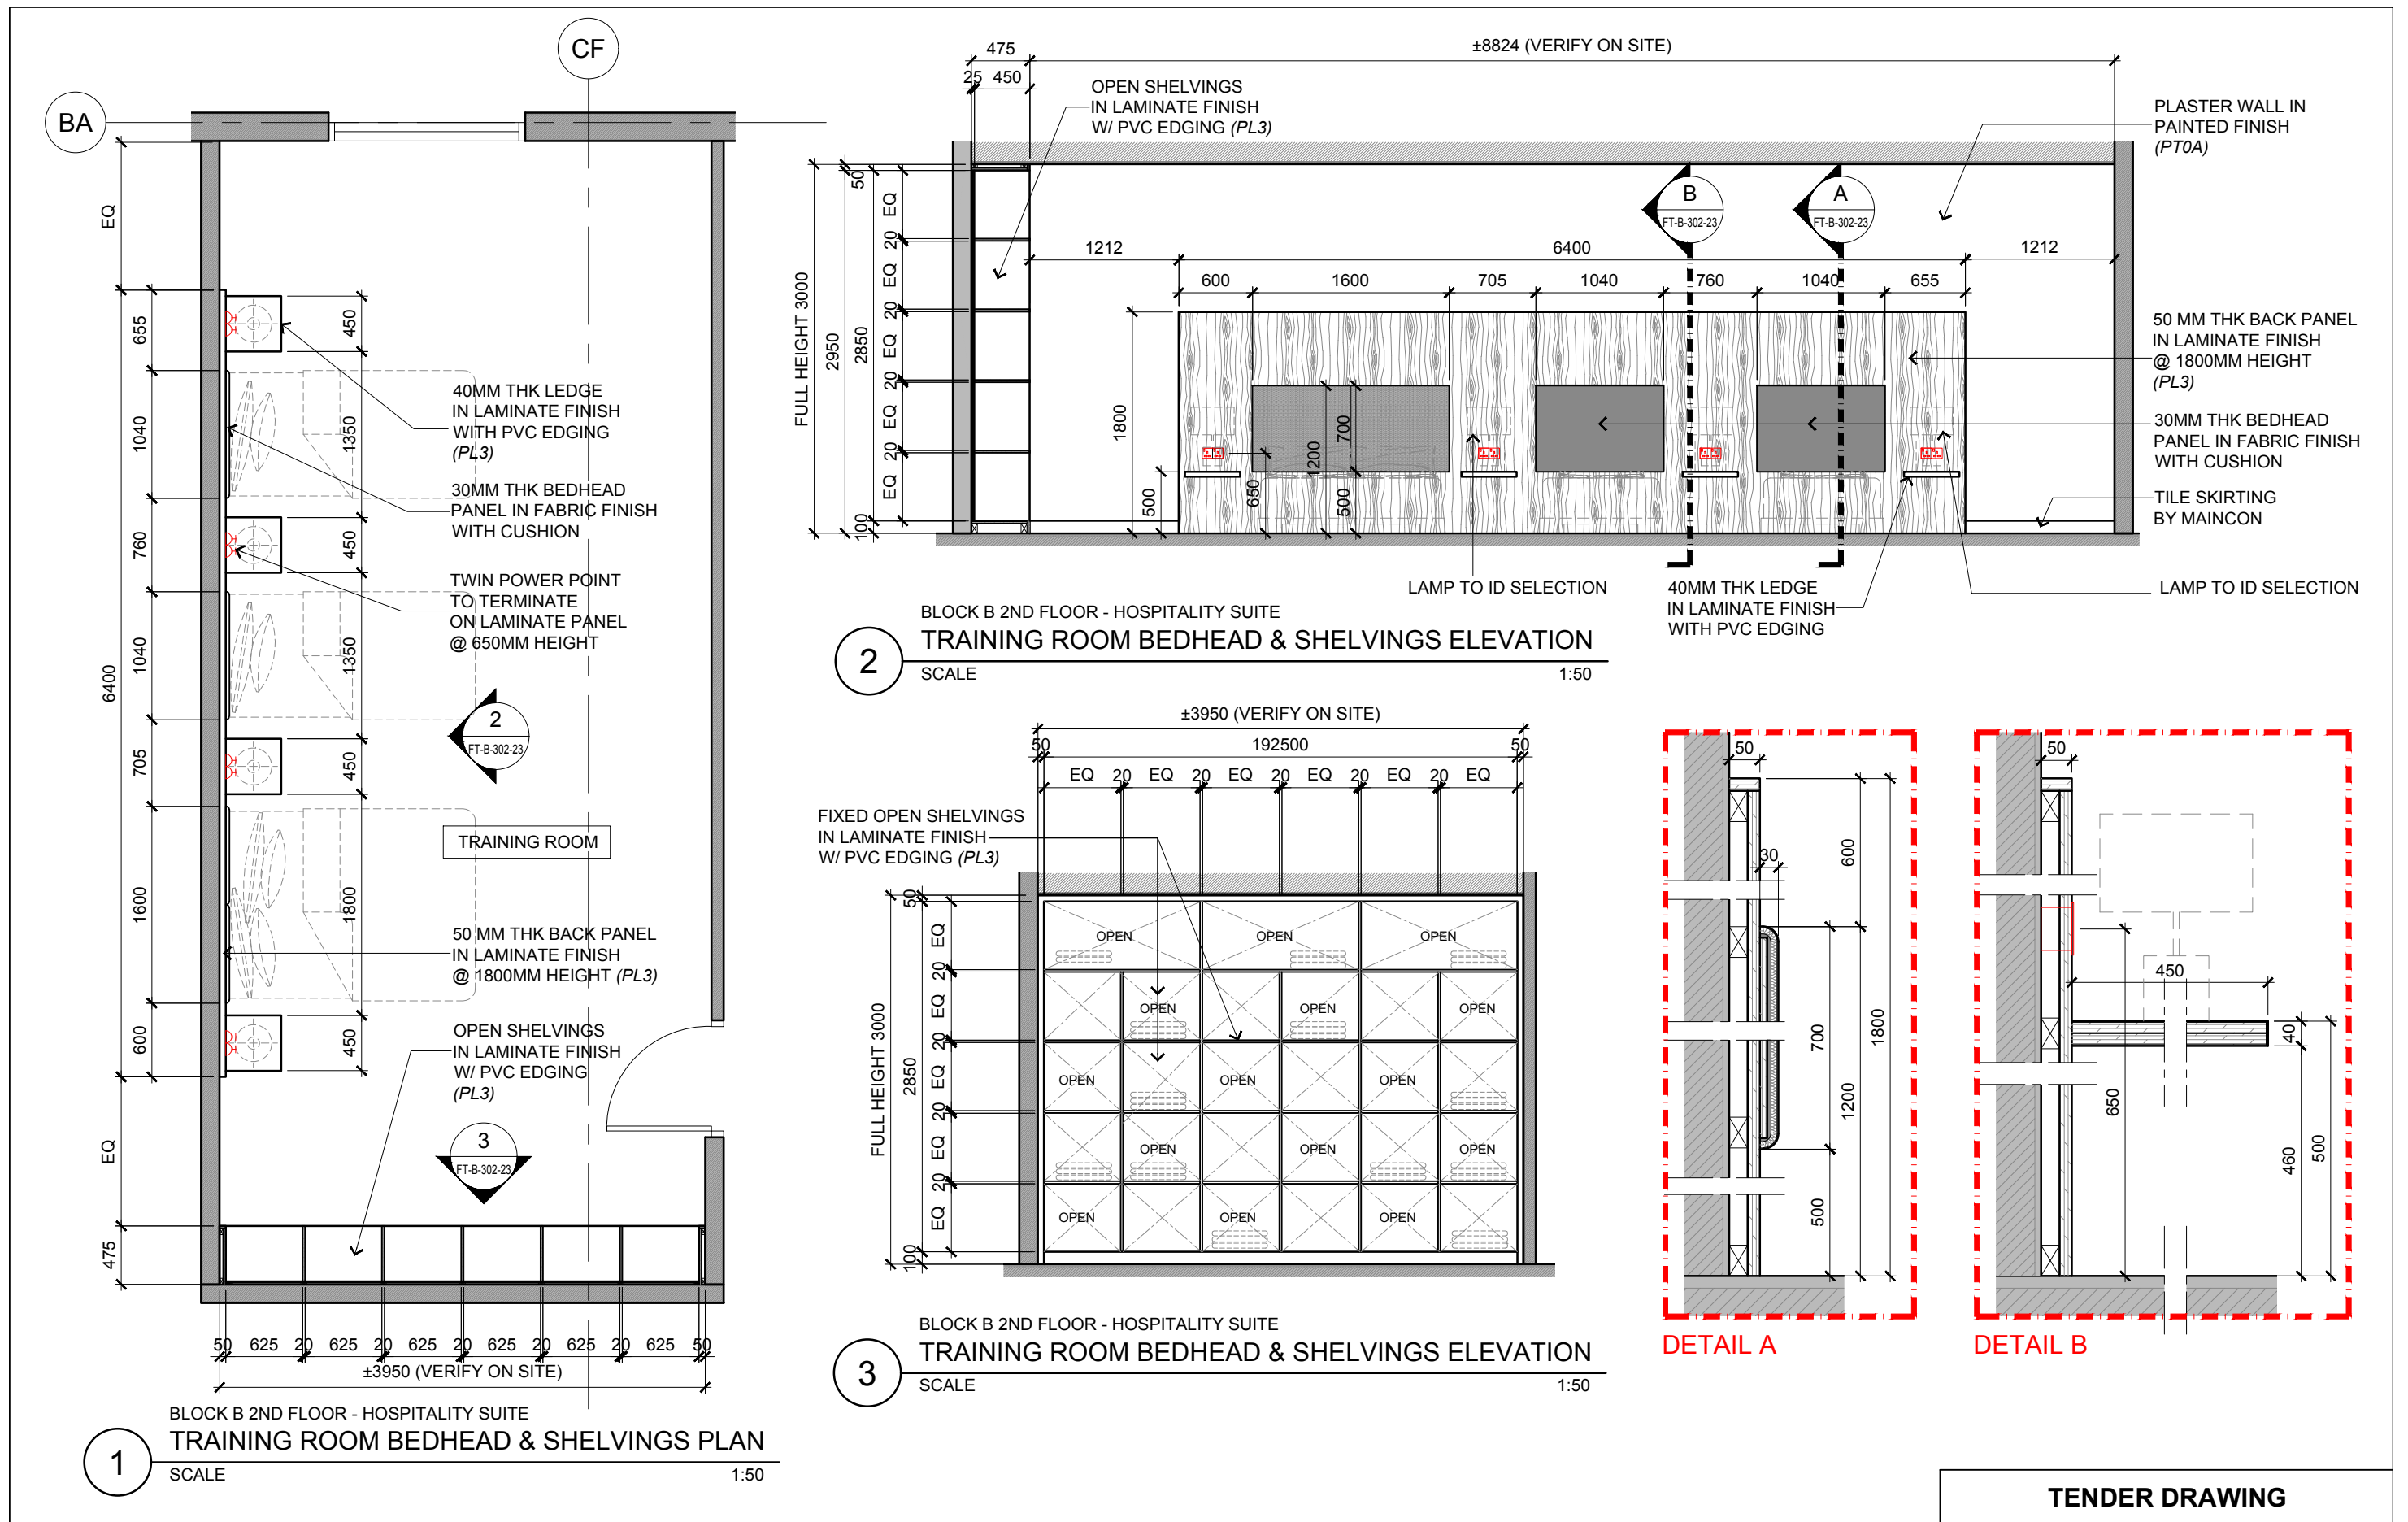 CF
BA
EQ
655
1040
760
1040
705
1600
600
6400
EQ
475
450
1350
450
1350
450
1800
450
40MM THK LEDGE
IN LAMINATE FINISH
WITH PVC EDGING
(PL3)
30MM THK BEDHEAD
PANEL IN FABRIC FINISH
WITH CUSHION
TWIN POWER POINT
TO TERMINATE
ON LAMINATE PANEL
@ 650MM HEIGHT
2
FT-B-302-23
TRAINING ROOM
50 MM THK BACK PANEL
IN LAMINATE FINISH
@ 1800MM HEIGHT (PL3)
OPEN SHELVINGS
IN LAMINATE FINISH
W/ PVC EDGING
(PL3)
3
FT-B-302-23
50 625 20 625 20 625 20 625 20 625 20 625 50
±3950 (VERIFY ON SITE)
BLOCK B 2ND FLOOR - HOSPITALITY SUITE
1
TRAINING ROOM BEDHEAD & SHELVINGS PLAN
SCALE 1:50
475
±8824 (VERIFY ON SITE)
25 450
OPEN SHELVINGS
IN LAMINATE FINISH
W/ PVC EDGING (PL3)
PLASTER WALL IN
PAINTED FINISH
(PT0A)
B
FT-B-302-23
A
FT-B-302-23
1212 6400 1212
600 1600 705 1040 760 1040 655
FULL HEIGHT 3000
2950
2850
50
EQ
20
EQ
20
EQ
20
EQ
20
EQ
100
1800
500
650
1200
700
500
50 MM THK BACK PANEL
IN LAMINATE FINISH
@ 1800MM HEIGHT
(PL3)
30MM THK BEDHEAD
PANEL IN FABRIC FINISH
WITH CUSHION
TILE SKIRTING
BY MAINCON
LAMP TO ID SELECTION
40MM THK LEDGE
IN LAMINATE FINISH
WITH PVC EDGING
LAMP TO ID SELECTION
BLOCK B 2ND FLOOR - HOSPITALITY SUITE
2
TRAINING ROOM BEDHEAD & SHELVINGS ELEVATION
SCALE 1:50
±3950 (VERIFY ON SITE)
50 192500 50
EQ 20 EQ 20 EQ 20 EQ 20 EQ 20 EQ
FIXED OPEN SHELVINGS
IN LAMINATE FINISH
W/ PVC EDGING (PL3)
FULL HEIGHT 3000
2850
50
EQ
20
EQ
20
EQ
20
EQ
20
EQ
100
OPEN OPEN OPEN
OPEN OPEN OPEN
OPEN OPEN OPEN
OPEN OPEN OPEN
OPEN OPEN OPEN
BLOCK B 2ND FLOOR - HOSPITALITY SUITE
3
TRAINING ROOM BEDHEAD & SHELVINGS ELEVATION
SCALE 1:50
50
30
600
700
1800
1200
500
DETAIL A
50
450
40
650
460
500
DETAIL B
TENDER DRAWING